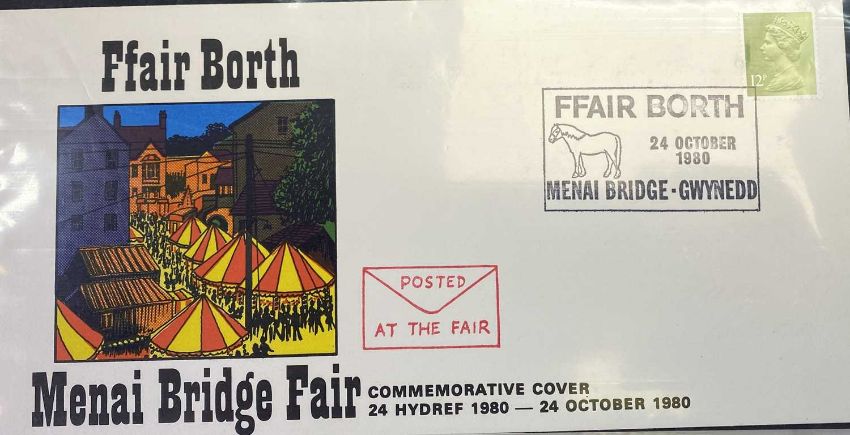 Ffair Borth
12P
FFAIR BORTH
24 OCTOBER
1980
MENAI BRIDGE - GWYNEDD
POSTED
AT THE FAIR
Menai Bridge Fair
COMMEMORATIVE COVER
24 HYDREF 1980 — 24 OCTOBER 1980